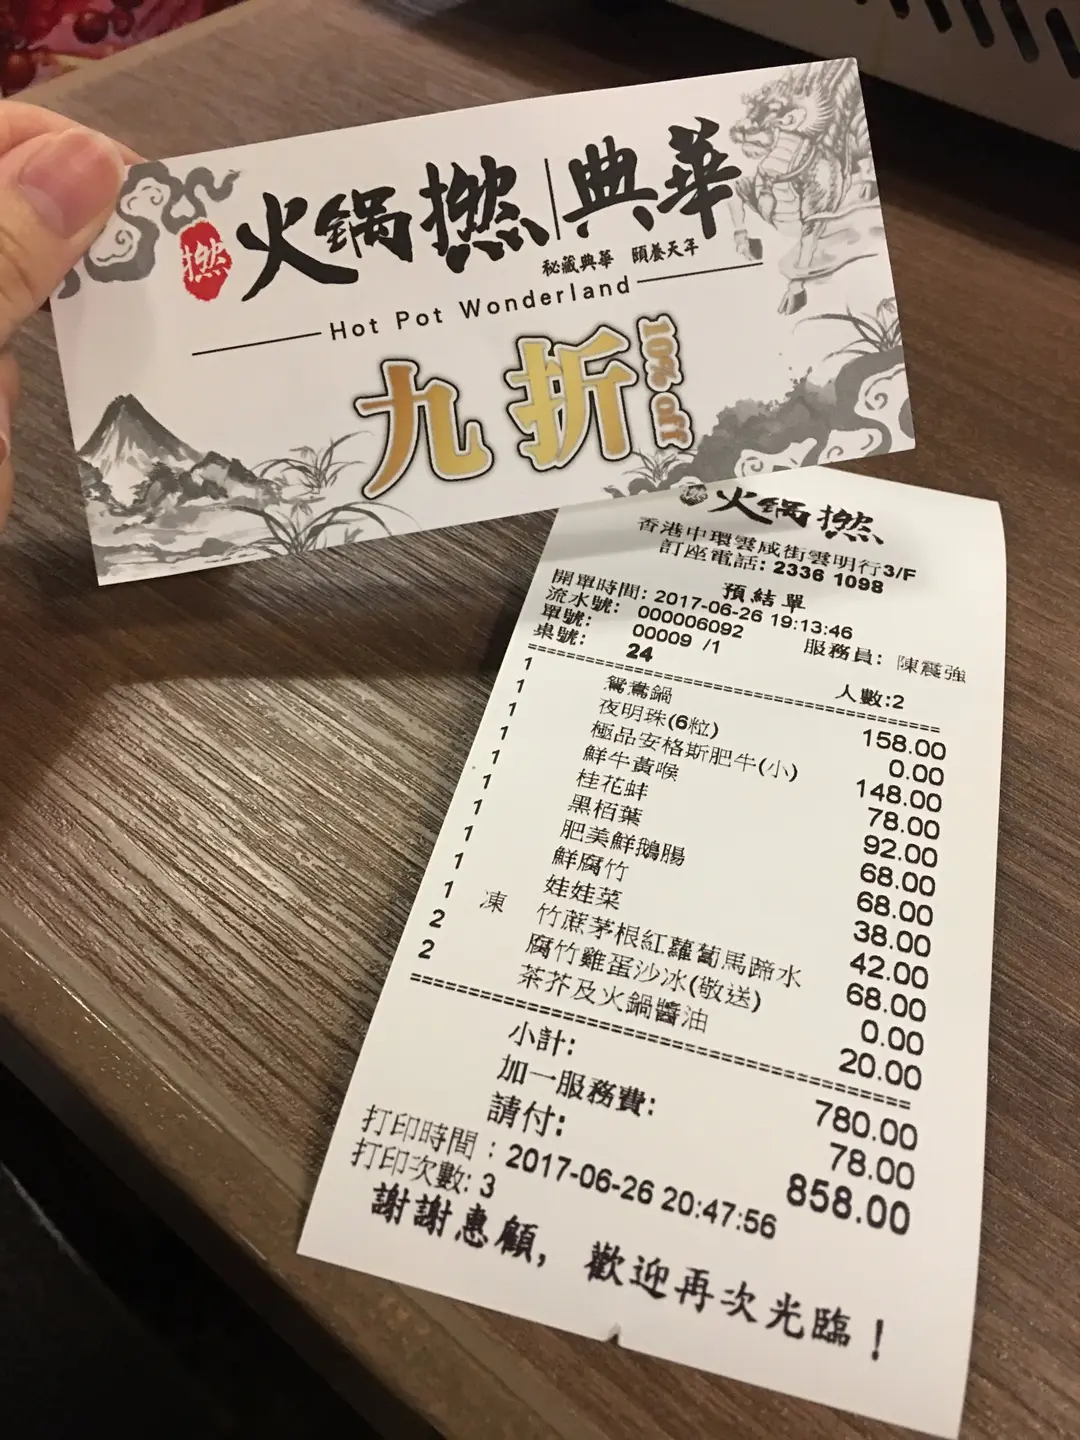 撚 火鍋撚 | 典華
秘藏典華 頤養天年
Hot Pot Wonderland
九折 10% off
火鍋撚
香港中環雲咸街雲明行3/F
訂座電話: 2336 1098
預結單
開單時間: 2017-06-26 19:13:46
流水號: 000006092 服務員: 陳震強
單號: 00009 /1
桌號: 24 人數:2
1 鴛鴦鍋 158.00
1 夜明珠(6粒) 0.00
1 極品安格斯肥牛(小) 148.00
1 鮮牛黃喉 78.00
1 桂花蚌 92.00
1 黑栢葉 68.00
1 肥美鮮鵝腸 68.00
1 鮮腐竹 38.00
1 娃娃菜 42.00
1 凍 竹蔗茅根紅蘿蔔馬蹄水 68.00
2 腐竹雞蛋沙冰(敬送) 0.00
2 茶芥及火鍋醬油 20.00
小計: 780.00
加一服務費: 78.00
請付: 858.00
打印時間: 2017-06-26 20:47:56
打印次數: 3
謝謝惠顧, 歡迎再次光臨!